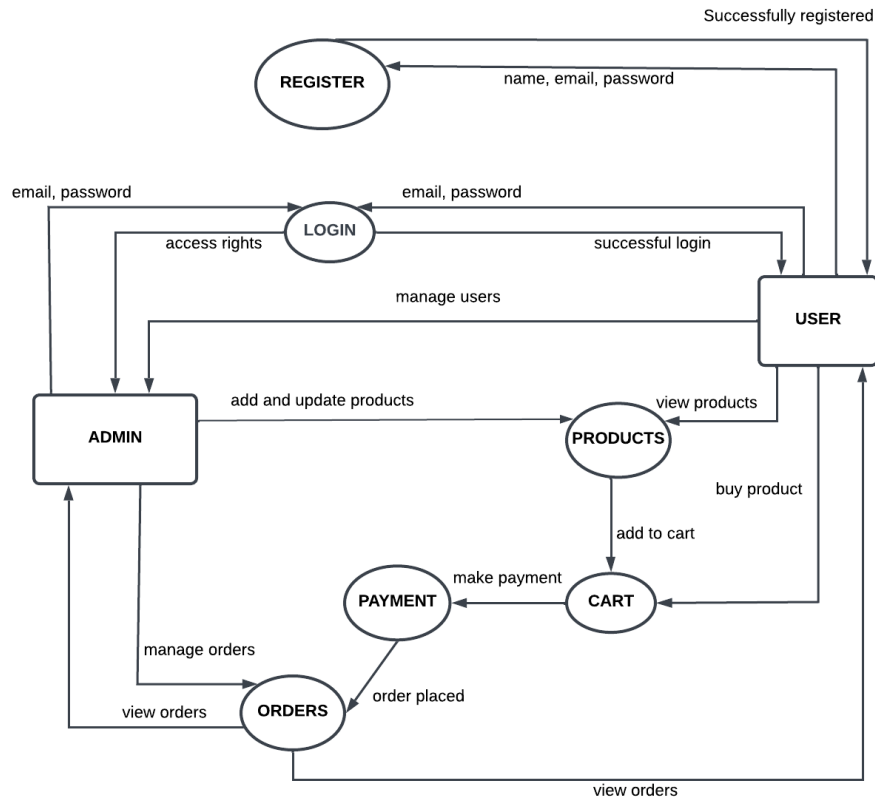 Successfully registered
REGISTER
name, email, password
email, password
email, password
LOGIN
access rights
successful login
manage users
USER
add and update products
view products
ADMIN
PRODUCTS
buy product
add to cart
make payment
PAYMENT
CART
manage orders
order placed
view orders
ORDERS
view orders